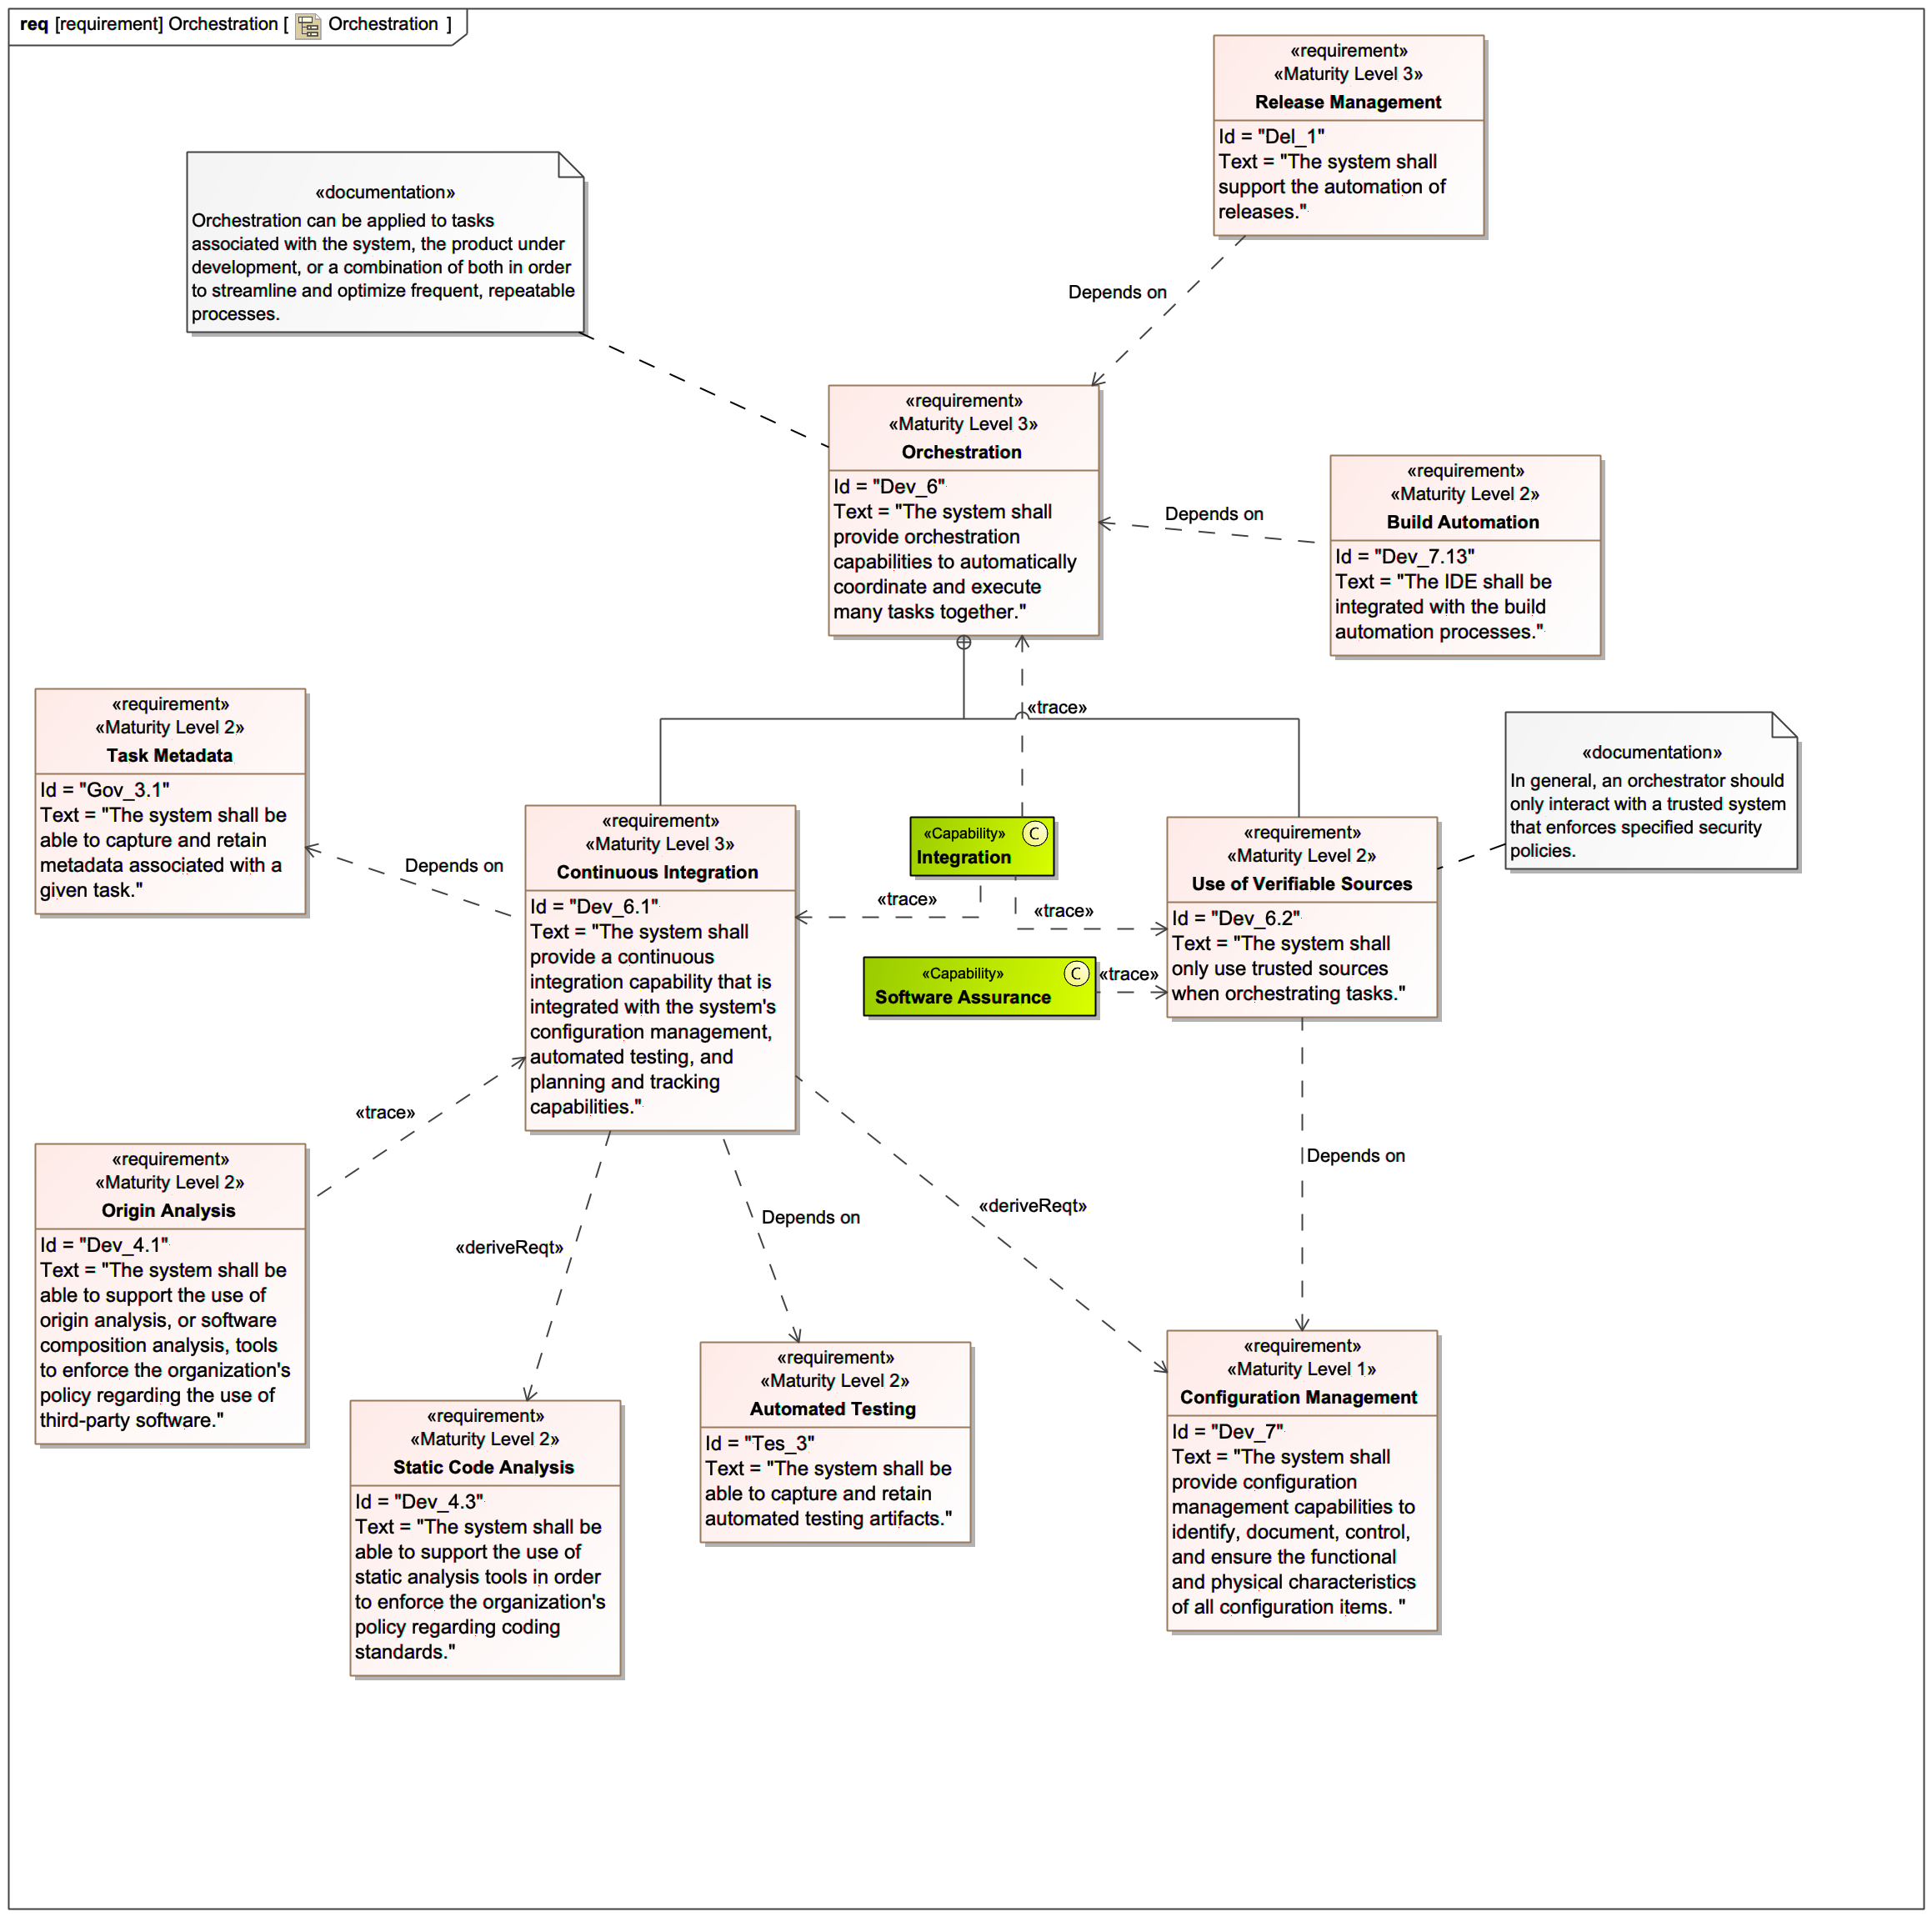 req [requirement] Orchestration [ Orchestration ]
«requirement»
«Maturity Level 3»
Release Management
Id = "Del_1"
Text = "The system shall
support the automation of
releases."
«documentation»
Orchestration can be applied to tasks
associated with the system, the product under
development, or a combination of both in order
to streamline and optimize frequent, repeatable
processes.
Depends on
«requirement»
«Maturity Level 3»
Orchestration
Id = "Dev_6"
Text = "The system shall
provide orchestration
capabilities to automatically
coordinate and execute
many tasks together."
Depends on
«requirement»
«Maturity Level 2»
Build Automation
Id = "Dev_7.13"
Text = "The IDE shall be
integrated with the build
automation processes."
«trace»
«requirement»
«Maturity Level 2»
Task Metadata
Id = "Gov_3.1"
Text = "The system shall be
able to capture and retain
metadata associated with a
given task."
Depends on
«requirement»
«Maturity Level 3»
Continuous Integration
Id = "Dev_6.1"
Text = "The system shall
provide a continuous
integration capability that is
integrated with the system's
configuration management,
automated testing, and
planning and tracking
capabilities."
«Capability» C
Integration
«trace»
«trace»
«Capability» C
Software Assurance
«trace»
«requirement»
«Maturity Level 2»
Use of Verifiable Sources
Id = "Dev_6.2"
Text = "The system shall
only use trusted sources
when orchestrating tasks."
«documentation»
In general, an orchestrator should
only interact with a trusted system
that enforces specified security
policies.
«trace»
«requirement»
«Maturity Level 2»
Origin Analysis
Id = "Dev_4.1"
Text = "The system shall be
able to support the use of
origin analysis, or software
composition analysis, tools
to enforce the organization's
policy regarding the use of
third-party software."
«deriveReqt»
Depends on
«deriveReqt»
Depends on
«requirement»
«Maturity Level 2»
Static Code Analysis
Id = "Dev_4.3"
Text = "The system shall be
able to support the use of
static analysis tools in order
to enforce the organization's
policy regarding coding
standards."
«requirement»
«Maturity Level 2»
Automated Testing
Id = "Tes_3"
Text = "The system shall be
able to capture and retain
automated testing artifacts."
«requirement»
«Maturity Level 1»
Configuration Management
Id = "Dev_7"
Text = "The system shall
provide configuration
management capabilities to
identify, document, control,
and ensure the functional
and physical characteristics
of all configuration items. "